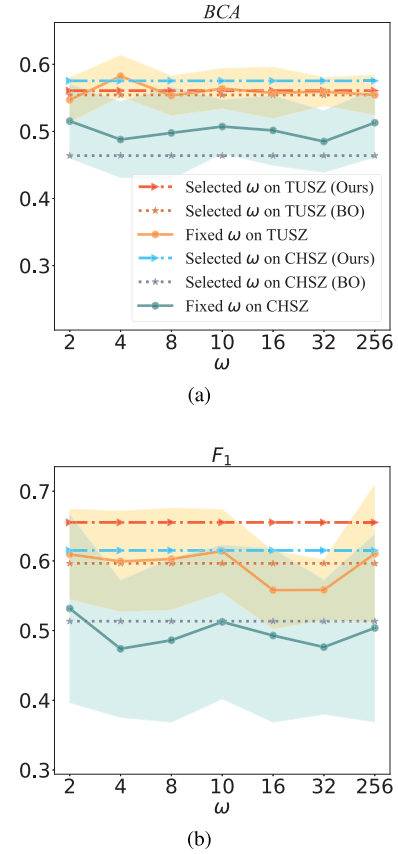 BCA
0.6
0.5
0.4
0.3
Selected ω on TUSZ (Ours)
Selected ω on TUSZ (BO)
Fixed ω on TUSZ
Selected ω on CHSZ (Ours)
Selected ω on CHSZ (BO)
Fixed ω on CHSZ
2 4 8 10 16 32 256
ω
(a)
F1
0.7
0.6
0.5
0.4
0.3
2 4 8 10 16 32 256
ω
(b)